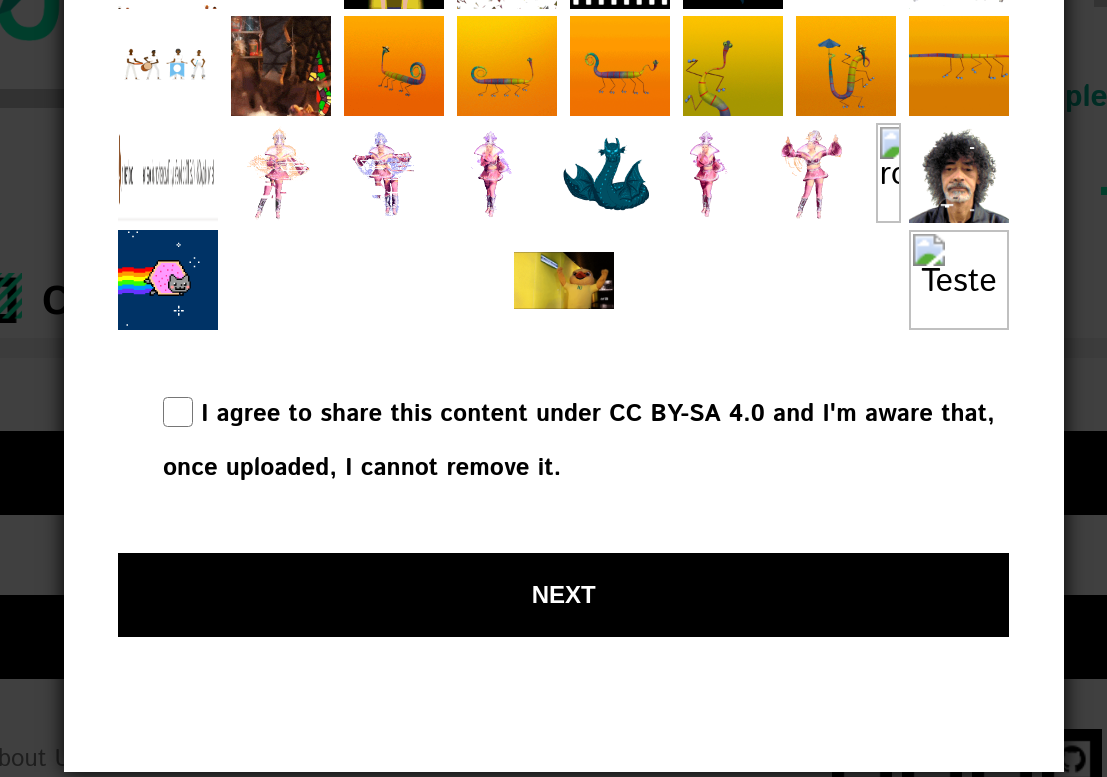 ple
ro
Teste
C
I agree to share this content under CC BY-SA 4.0 and I'm aware that,
once uploaded, I cannot remove it.
NEXT
bout U